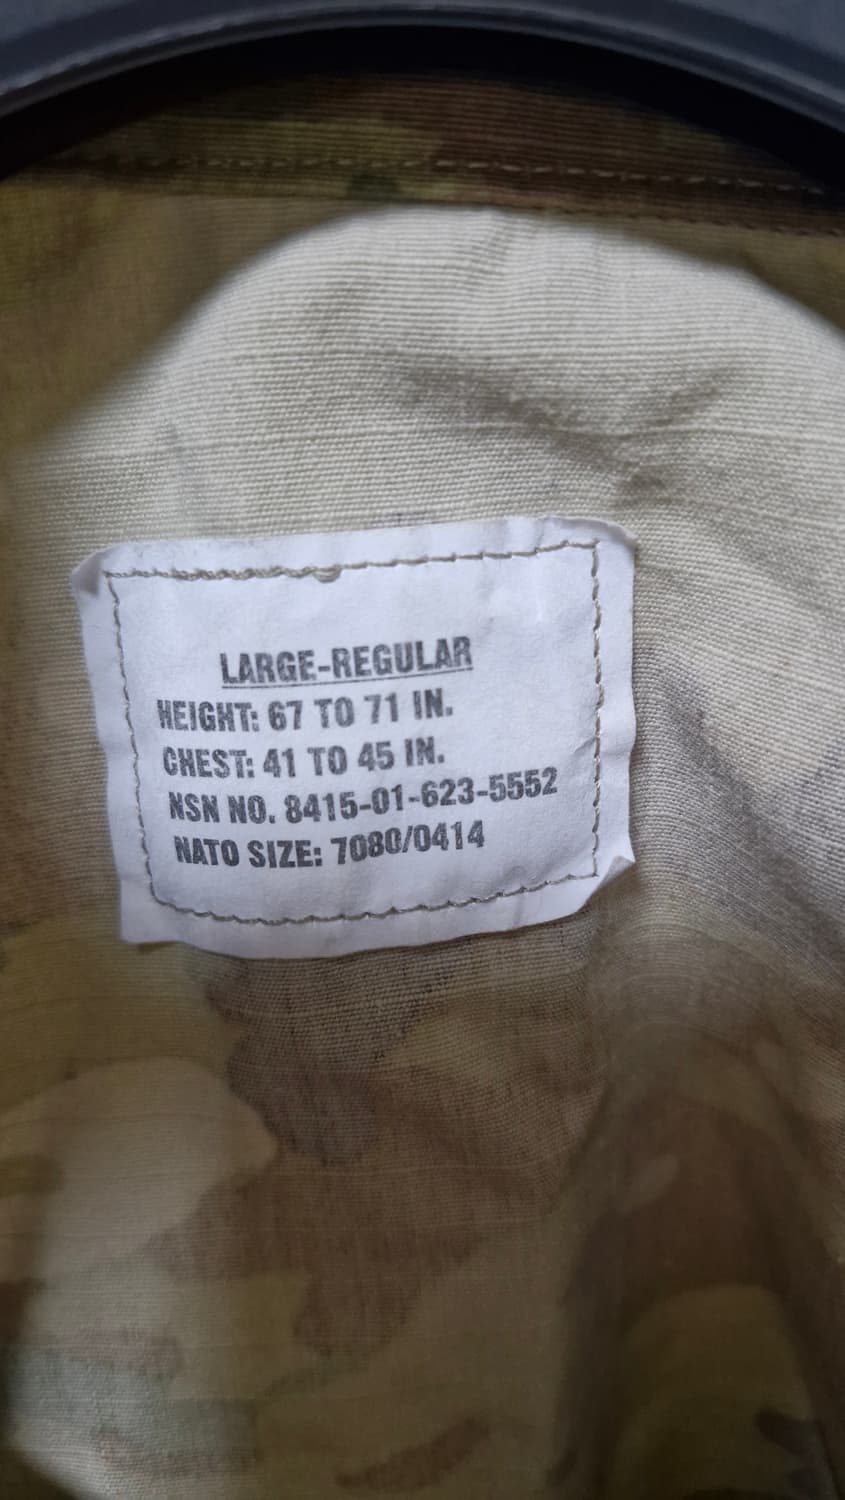 LARGE-REGULAR
HEIGHT: 67 TO 71 IN.
CHEST: 41 TO 45 IN.
NSN NO. 8415-01-623-5552
NATO SIZE: 7080/0414